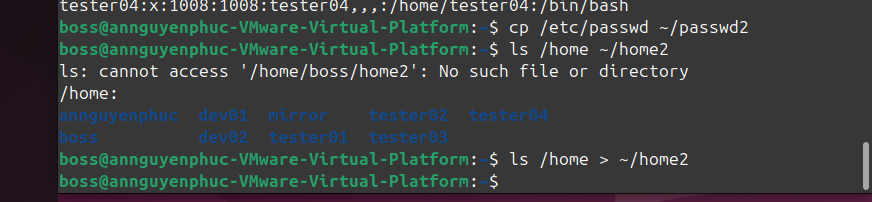 tester04:x:1008:1008:tester04,,,:/home/tester04:/bin/bash
boss@annguyenphuc-VMware-Virtual-Platform:~$ cp /etc/passwd ~/passwd2
boss@annguyenphuc-VMware-Virtual-Platform:~$ ls /home ~/home2
ls: cannot access '/home/boss/home2': No such file or directory
/home:
annguyenphuc  dev01  mirror    tester02  tester04
boss          dev02  tester01  tester03
boss@annguyenphuc-VMware-Virtual-Platform:~$ ls /home > ~/home2
boss@annguyenphuc-VMware-Virtual-Platform:~$